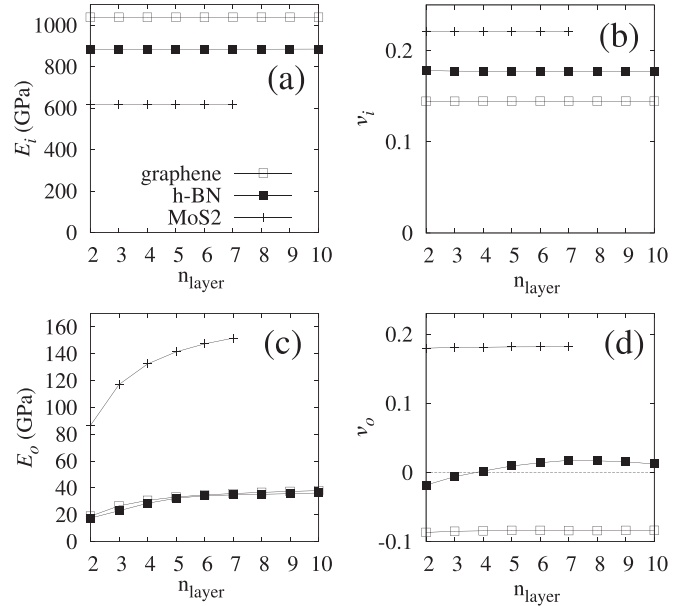 1000
800
600
400
200
0
E_i (GPa)
(a)
graphene
h-BN
MoS2
2 3 4 5 6 7 8 9 10
n_layer
0.2
0.1
0
ν_i
(b)
2 3 4 5 6 7 8 9 10
n_layer
160
140
120
100
80
60
40
20
0
E_o (GPa)
(c)
2 3 4 5 6 7 8 9 10
n_layer
0.2
0.1
0
-0.1
ν_o
(d)
2 3 4 5 6 7 8 9 10
n_layer